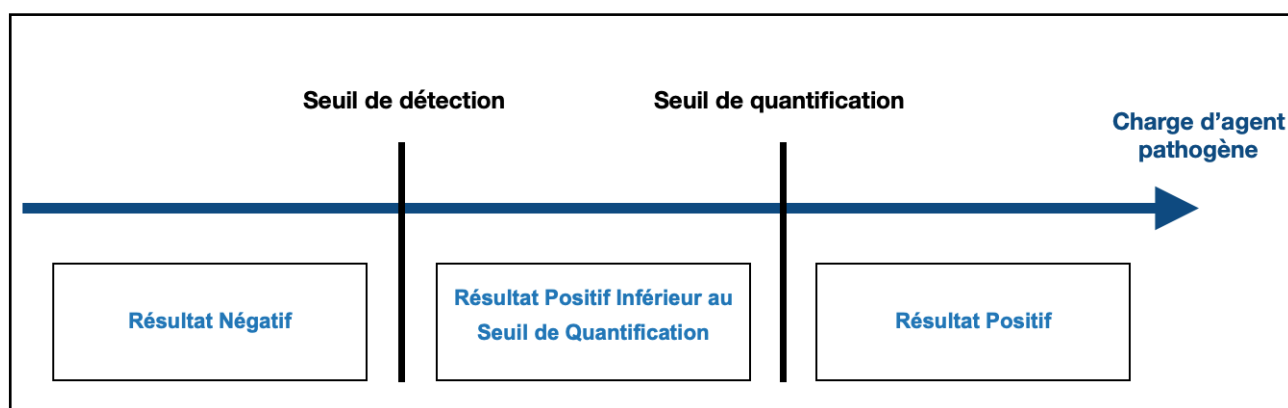 Seuil de détection
Seuil de quantification
Charge d’agent
pathogène
Résultat Négatif
Résultat Positif Inférieur au
Seuil de Quantification
Résultat Positif